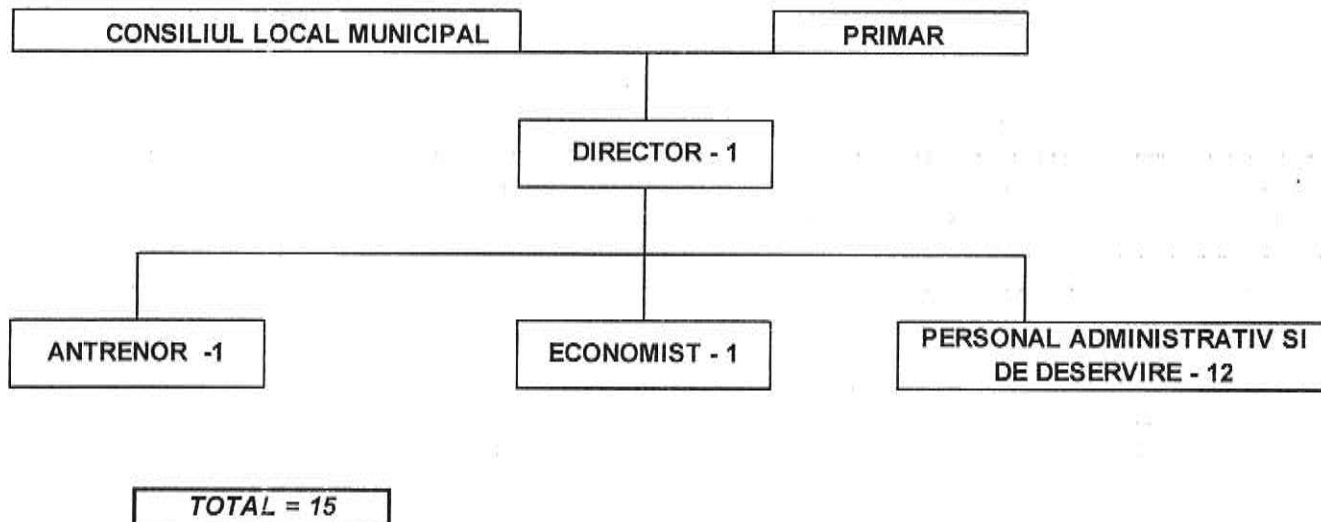 CONSILIUL LOCAL MUNICIPAL
PRIMAR
DIRECTOR - 1
ANTRENOR -1
ECONOMIST - 1
PERSONAL ADMINISTRATIV SI
DE DESERVIRE - 12
TOTAL = 15